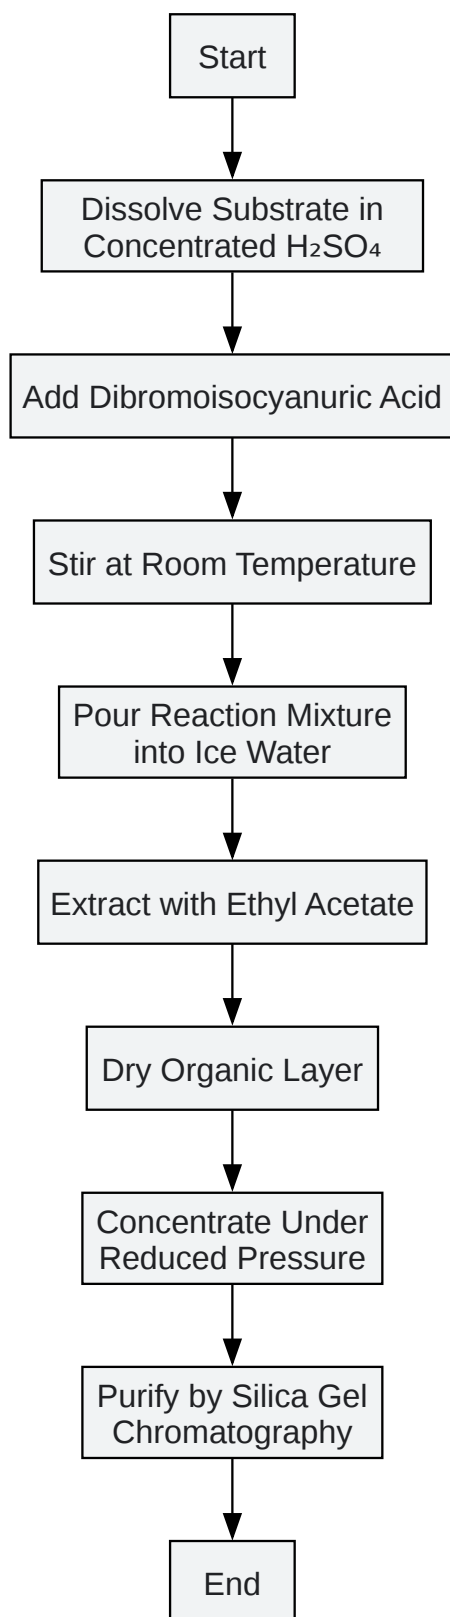 Start
Dissolve Substrate in
Concentrated H₂SO₄
Add Dibromoisocyanuric Acid
Stir at Room Temperature
Pour Reaction Mixture
into Ice Water
Extract with Ethyl Acetate
Dry Organic Layer
Concentrate Under
Reduced Pressure
Purify by Silica Gel
Chromatography
End